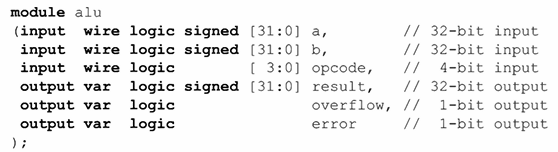 module alu
(input  wire logic signed [31:0] a,        // 32-bit input
 input  wire logic signed [31:0] b,        // 32-bit input
 input  wire logic        [ 3:0] opcode,   //  4-bit input
 output var  logic signed [31:0] result,   // 32-bit output
 output var  logic               overflow, //  1-bit output
 output var  logic               error     //  1-bit output
);